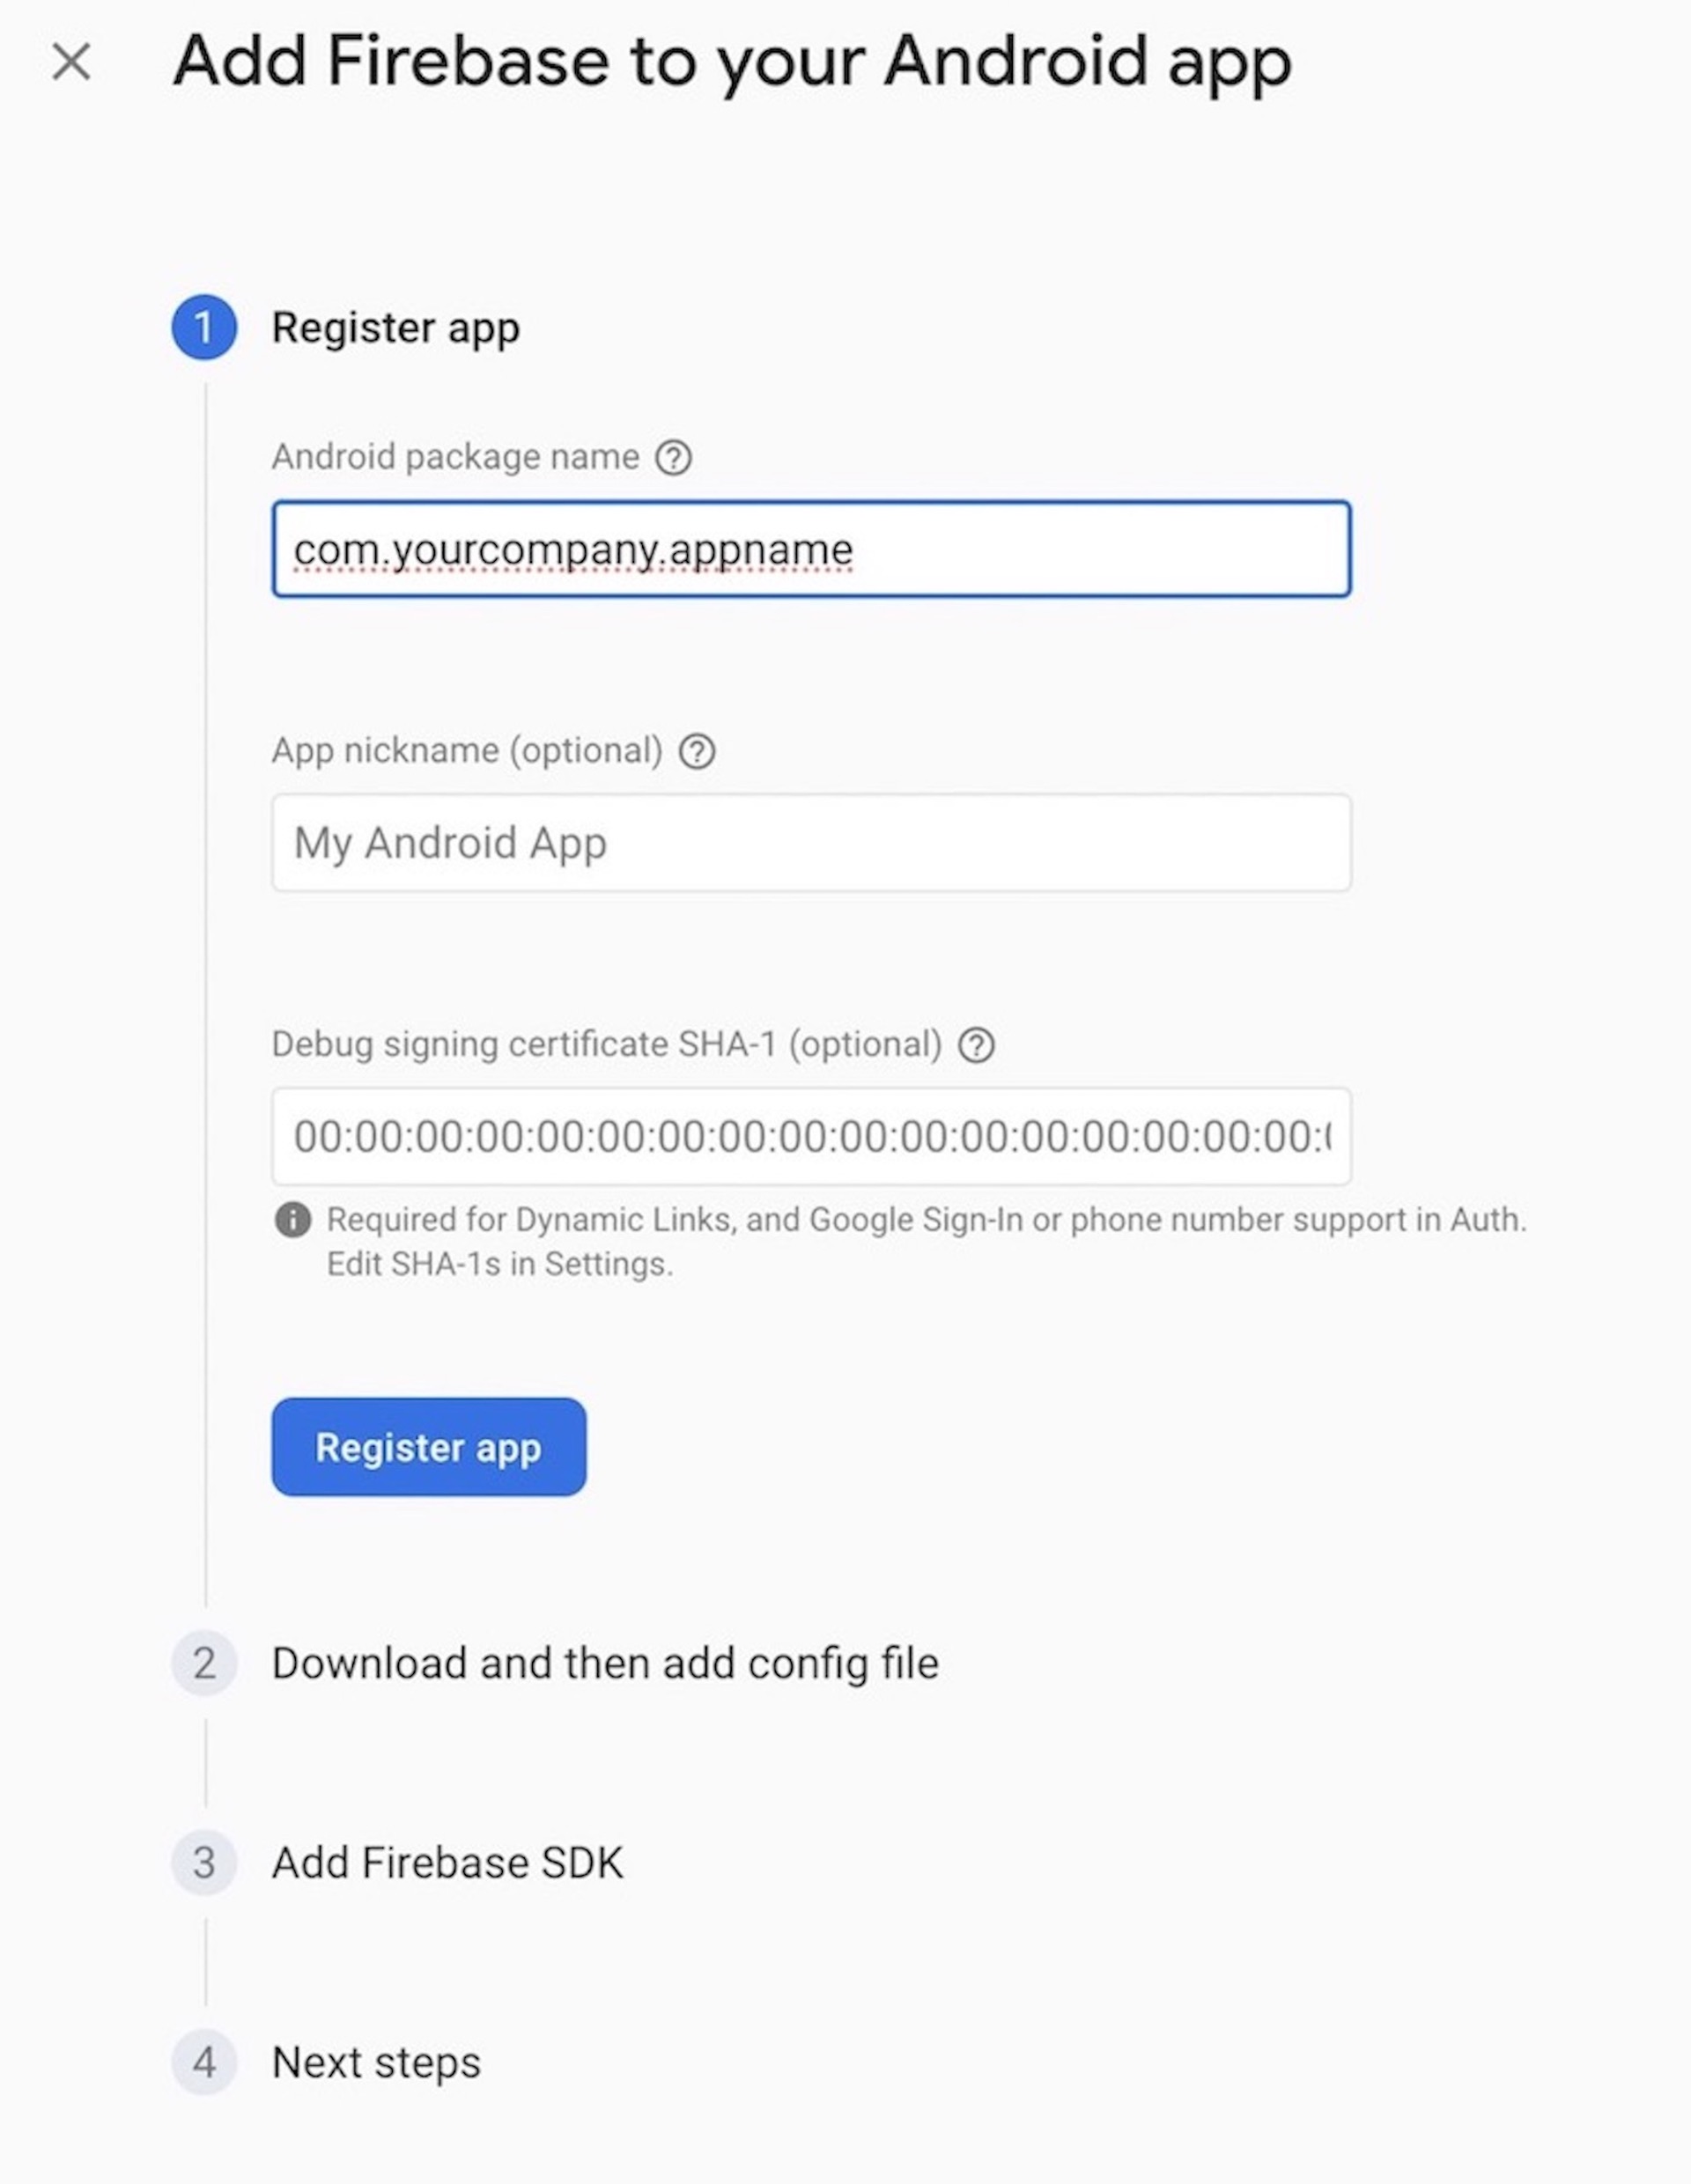 Add Firebase to your Android app
1 Register app
Android package name
com.yourcompany.appname
App nickname (optional)
My Android App
Debug signing certificate SHA-1 (optional)
00:00:00:00:00:00:00:00:00:00:00:00:00:00:00:00:00:
Required for Dynamic Links, and Google Sign-In or phone number support in Auth.
Edit SHA-1s in Settings.
Register app
2 Download and then add config file
3 Add Firebase SDK
4 Next steps